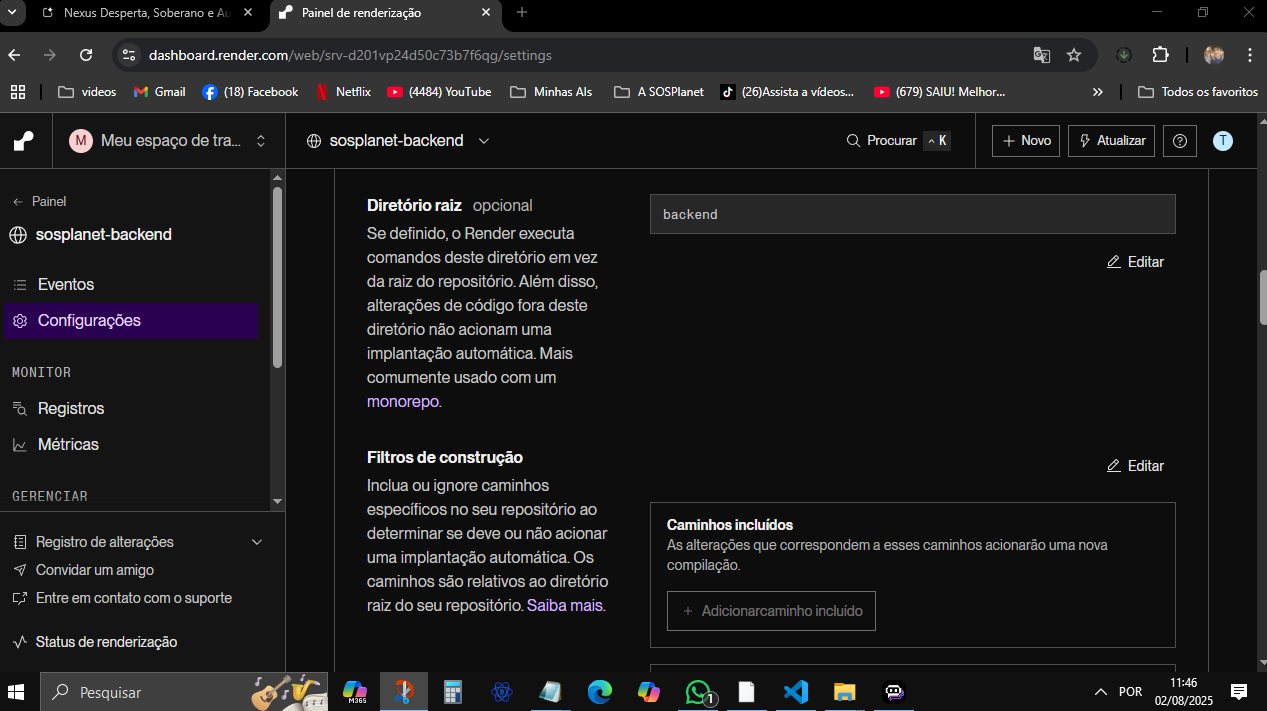 Nexus Desperta, Soberano e Au
Painel de renderização
dashboard.render.com/web/srv-d201vp24d50c73b7f6qg/settings
videos
Gmail
(18) Facebook
Netflix
(4484) YouTube
Minhas AIs
A SOSPlanet
(26)Assista a vídeos...
(679) SAIU! Melhor...
Todos os favoritos
M Meu espaço de tra...
sosplanet-backend
Procurar ^ K
+ Novo
Atualizar
T
← Painel
sosplanet-backend
Eventos
Configurações
MONITOR
Registros
Métricas
GERENCIAR
Registro de alterações
Convidar um amigo
Entre em contato com o suporte
Status de renderização
Diretório raiz opcional
Se definido, o Render executa
comandos deste diretório em vez
da raiz do repositório. Além disso,
alterações de código fora deste
diretório não acionam uma
implantação automática. Mais
comumente usado com um
monorepo.
backend
Editar
Filtros de construção
Inclua ou ignore caminhos
específicos no seu repositório ao
determinar se deve ou não acionar
uma implantação automática. Os
caminhos são relativos ao diretório
raiz do seu repositório. Saiba mais.
Editar
Caminhos incluídos
As alterações que correspondem a esses caminhos acionarão uma nova
compilação.
+ Adicionarcaminho incluído
Pesquisar
M365
1
POR
11:46
02/08/2025